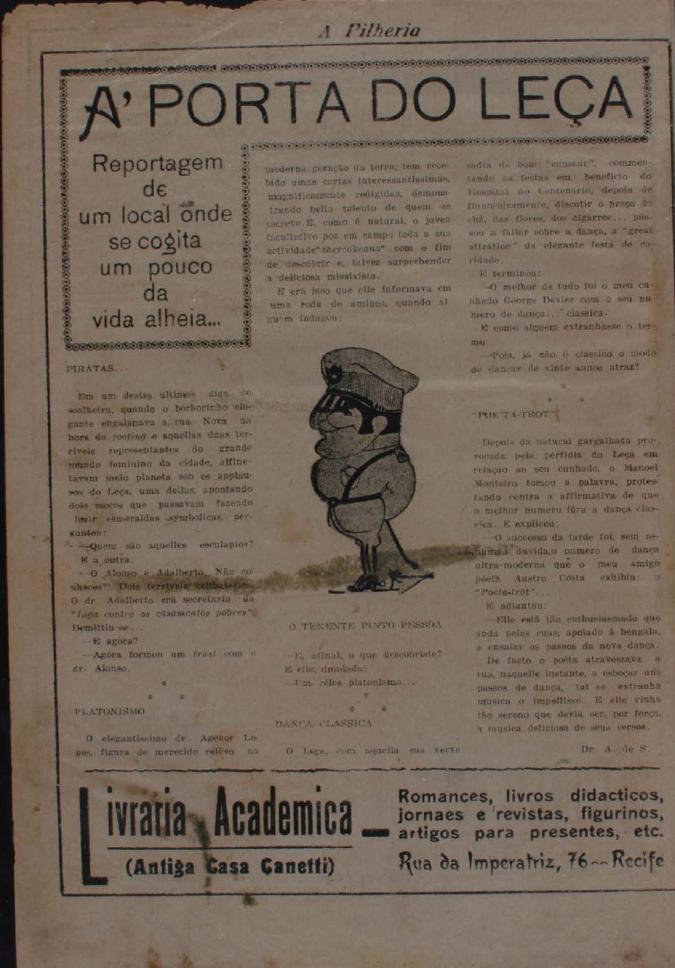 A Pilheria
A' PORTA DO LEÇA
Reportagem
de
um local onde
se cogita
um pouco
da
vida alheia...
PIRATAS...
Em um destes ultimos dias de
soalheira, quando o borborinho ele-
gante engalanava a rua Nova na
hora do footing e aquellas duas ter-
riveis representantes do grande
mundo feminino da cidade, alfine-
tavam meio planeta sob os applau-
sos do Leça, uma dellas, apontando
dois moços que passavam fazendo
luzir esmeraldas symbolicas, per-
guntou:
—Quem são aquelles esculapios?
E a outra:
—O Alonso e Adalberto. Não co-
nheces? Dois terriveis celibatarios.
O dr. Adalberto era secretario da
"Liga contra os casamentos pobres".
Demittiu-se...
—E agora?
—Agóra formou um trust com o
dr. Alonso.
PLATONISMO
O elegantissimo dr. Agenor Lo-
pes, figura de merecido relêvo na
moderna geração da terra, tem rece-
bido umas cartas interessantissimas,
magnificamente redigidas, demons-
trando bello talento de quem as
escreve. E, como é natural, o joven
facultativo poz em campo toda a sua
actividade com o fim
de descobrir e, talvez surprehender
a deliciosa missivista.
E era isso que elle informava em
uma roda de amigos, quando al-
guem indagou:
O TENENTE PINTO PESSOA
—E, afinal, o que descobriste?
E elle, desolado:
—Um réles platonismo...
DANÇA CLASSICA
O Leça, com aquella sua verve
sadia de bom "causeur", commen-
tando as festas em beneficio do
Hospital do Centenario, depois de
financeiramente, discutir o preço do
chá, das flores, dos cigarros... pas-
sou a fallar sobre a dança, a "great
atiration" da elegante festa de ca-
ridade.
E terminou:
—O melhor de tudo foi o meu cu-
nhado George Devier com o seu nu-
mero de dança... classica.
E como alguem extranhasse o ter-
mo:
—Pois, já não é classico o modo
de dançar de vinte annos atraz?
"POETA-TROT"
Depois da natural gargalhada pro-
vocada pela perfidia do Leça em
relação ao seu cunhado, o Manoel
Monteiro tomou a palavra, protes-
tando contra a affirmativa de que
o melhor numero fôra a dança clas-
sica. E explicou:
—O successo da tarde foi, sem ne-
nhuma duvida, o numero de dança
ultra-moderna que o meu amigo
pöeth Austro Costa exhibiu: o
"Poeta-trot"...
E adiantou:
—Elle está tão enthusiasmado que
anda pelas ruas, apoiado á bengala,
a ensaiar os passos da nova dança.
De facto o poêta atravessava a
rua, naquelle instante, a esboçar uns
passos de dança, tal se extranha
musica o impellisse. E elle vinha
tão sereno que devia ser, por força,
a musica deliciosa de seus versos.
Dr. A. de S.
Livraria Academica —
(Antiga Casa Canetti)
Romances, livros didacticos,
jornaes e revistas, figurinos,
artigos para presentes, etc.
Rua da Imperatriz, 76 -- Recife